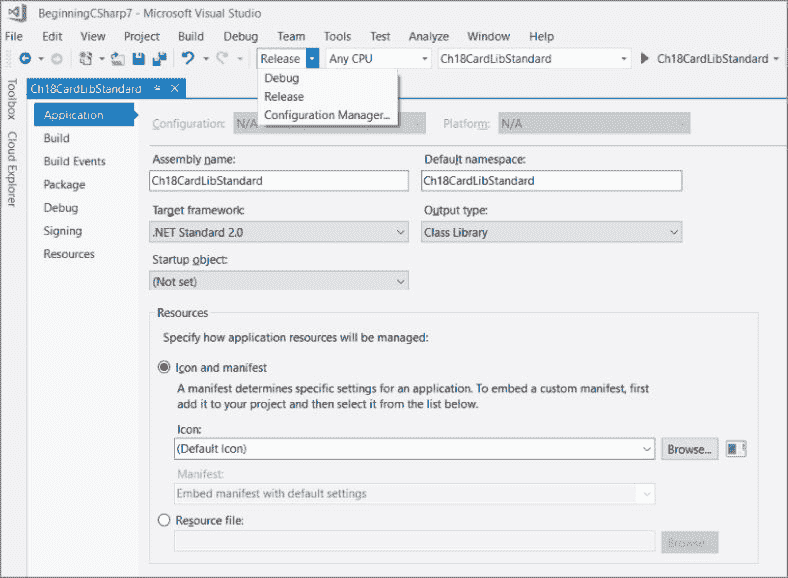 BeginningCSharp7 - Microsoft Visual Studio
File Edit View Project Build Debug Team Tools Test Analyze Window Help
Release Any CPU Ch18CardLibStandard Ch18CardLibStandard
Debug
Release
Configuration Manager...
Toolbox
Cloud Explorer
Ch18CardLibStandard
Application
Build
Build Events
Package
Debug
Signing
Resources
Configuration: N/A Platform: N/A
Assembly name: Default namespace:
Ch18CardLibStandard Ch18CardLibStandard
Target framework: Output type:
.NET Standard 2.0 Class Library
Startup object:
(Not set)
Resources
Specify how application resources will be managed:
Icon and manifest
A manifest determines specific settings for an application. To embed a custom manifest, first
add it to your project and then select it from the list below.
Icon:
(Default Icon) Browse...
Manifest:
Embed manifest with default settings
Resource file:
Browse...